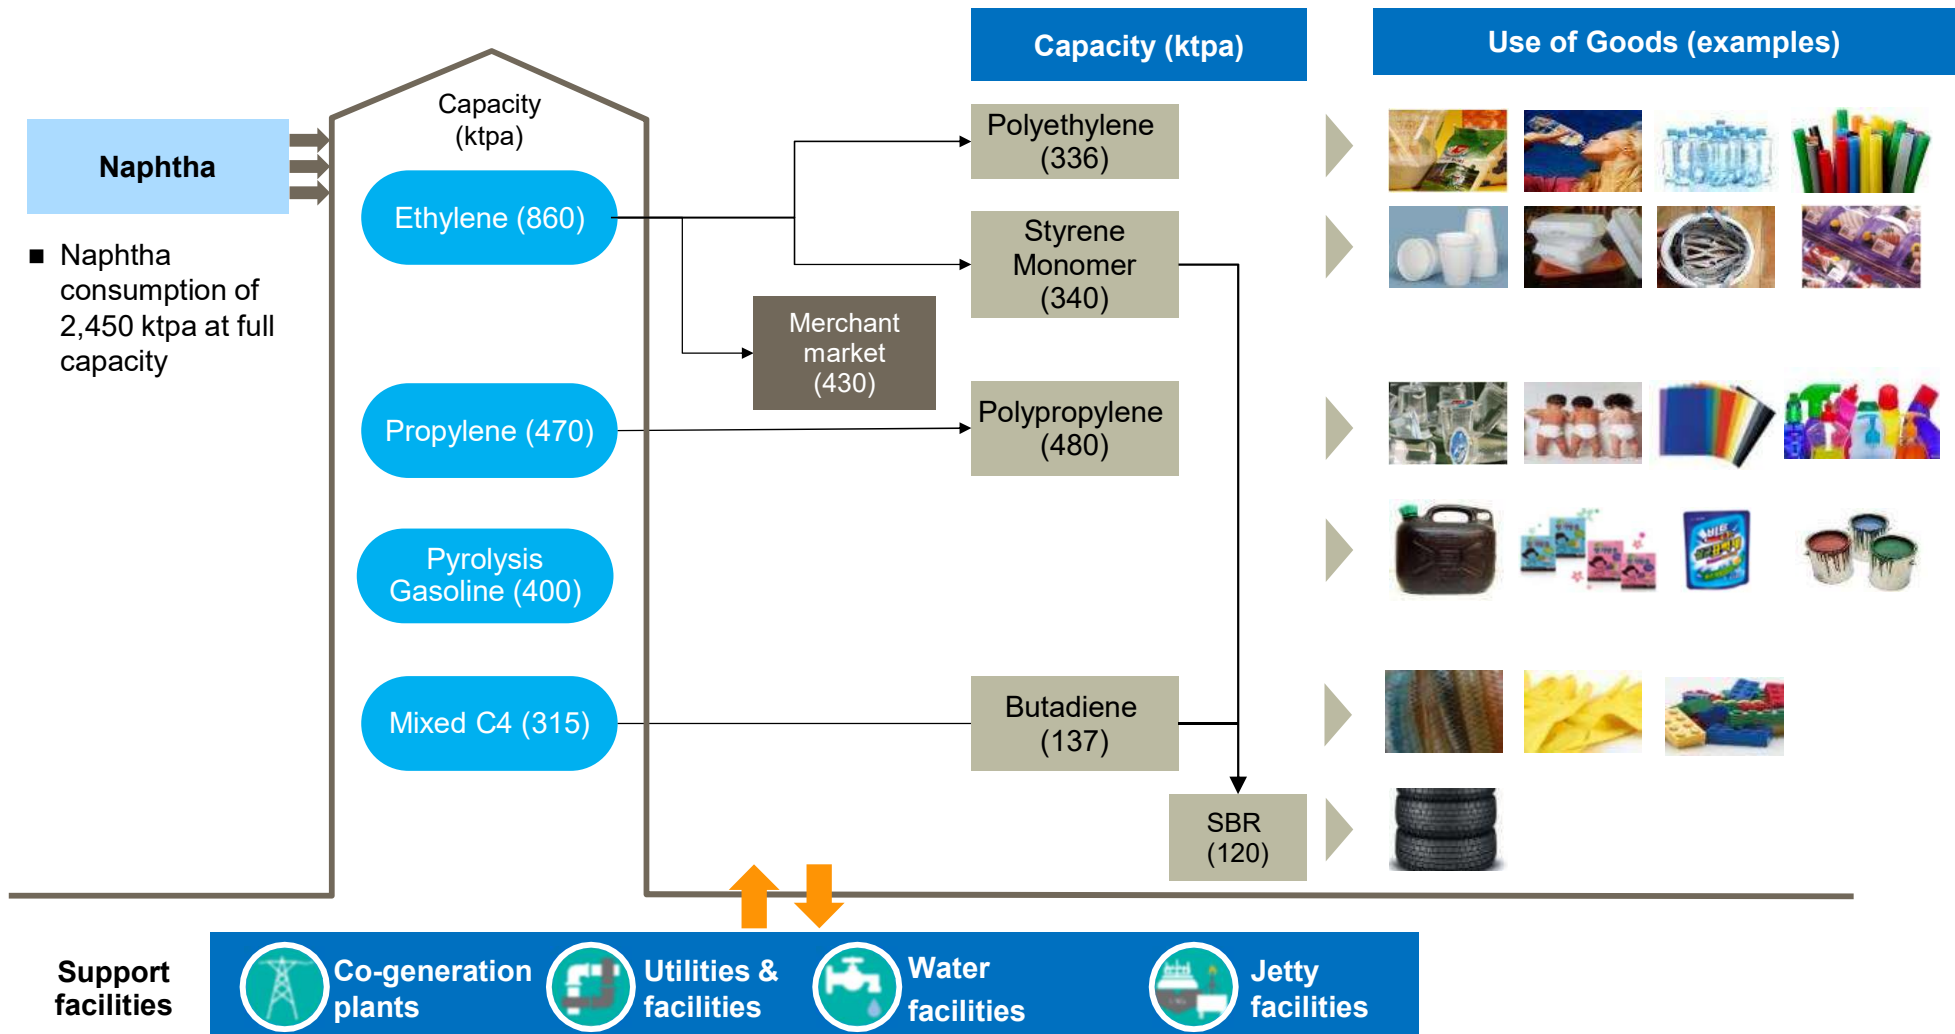 Capacity (ktpa)
Use of Goods (examples)
Naphtha
■ Naphtha
consumption of
2,450 ktpa at full
capacity
Capacity
(ktpa)
Ethylene (860)
Propylene (470)
Pyrolysis
Gasoline (400)
Mixed C4 (315)
Merchant
market
(430)
Polyethylene
(336)
Styrene
Monomer
(340)
Polypropylene
(480)
Butadiene
(137)
SBR
(120)
Support
facilities
Co-generation
plants
Utilities &
facilities
Water
facilities
Jetty
facilities